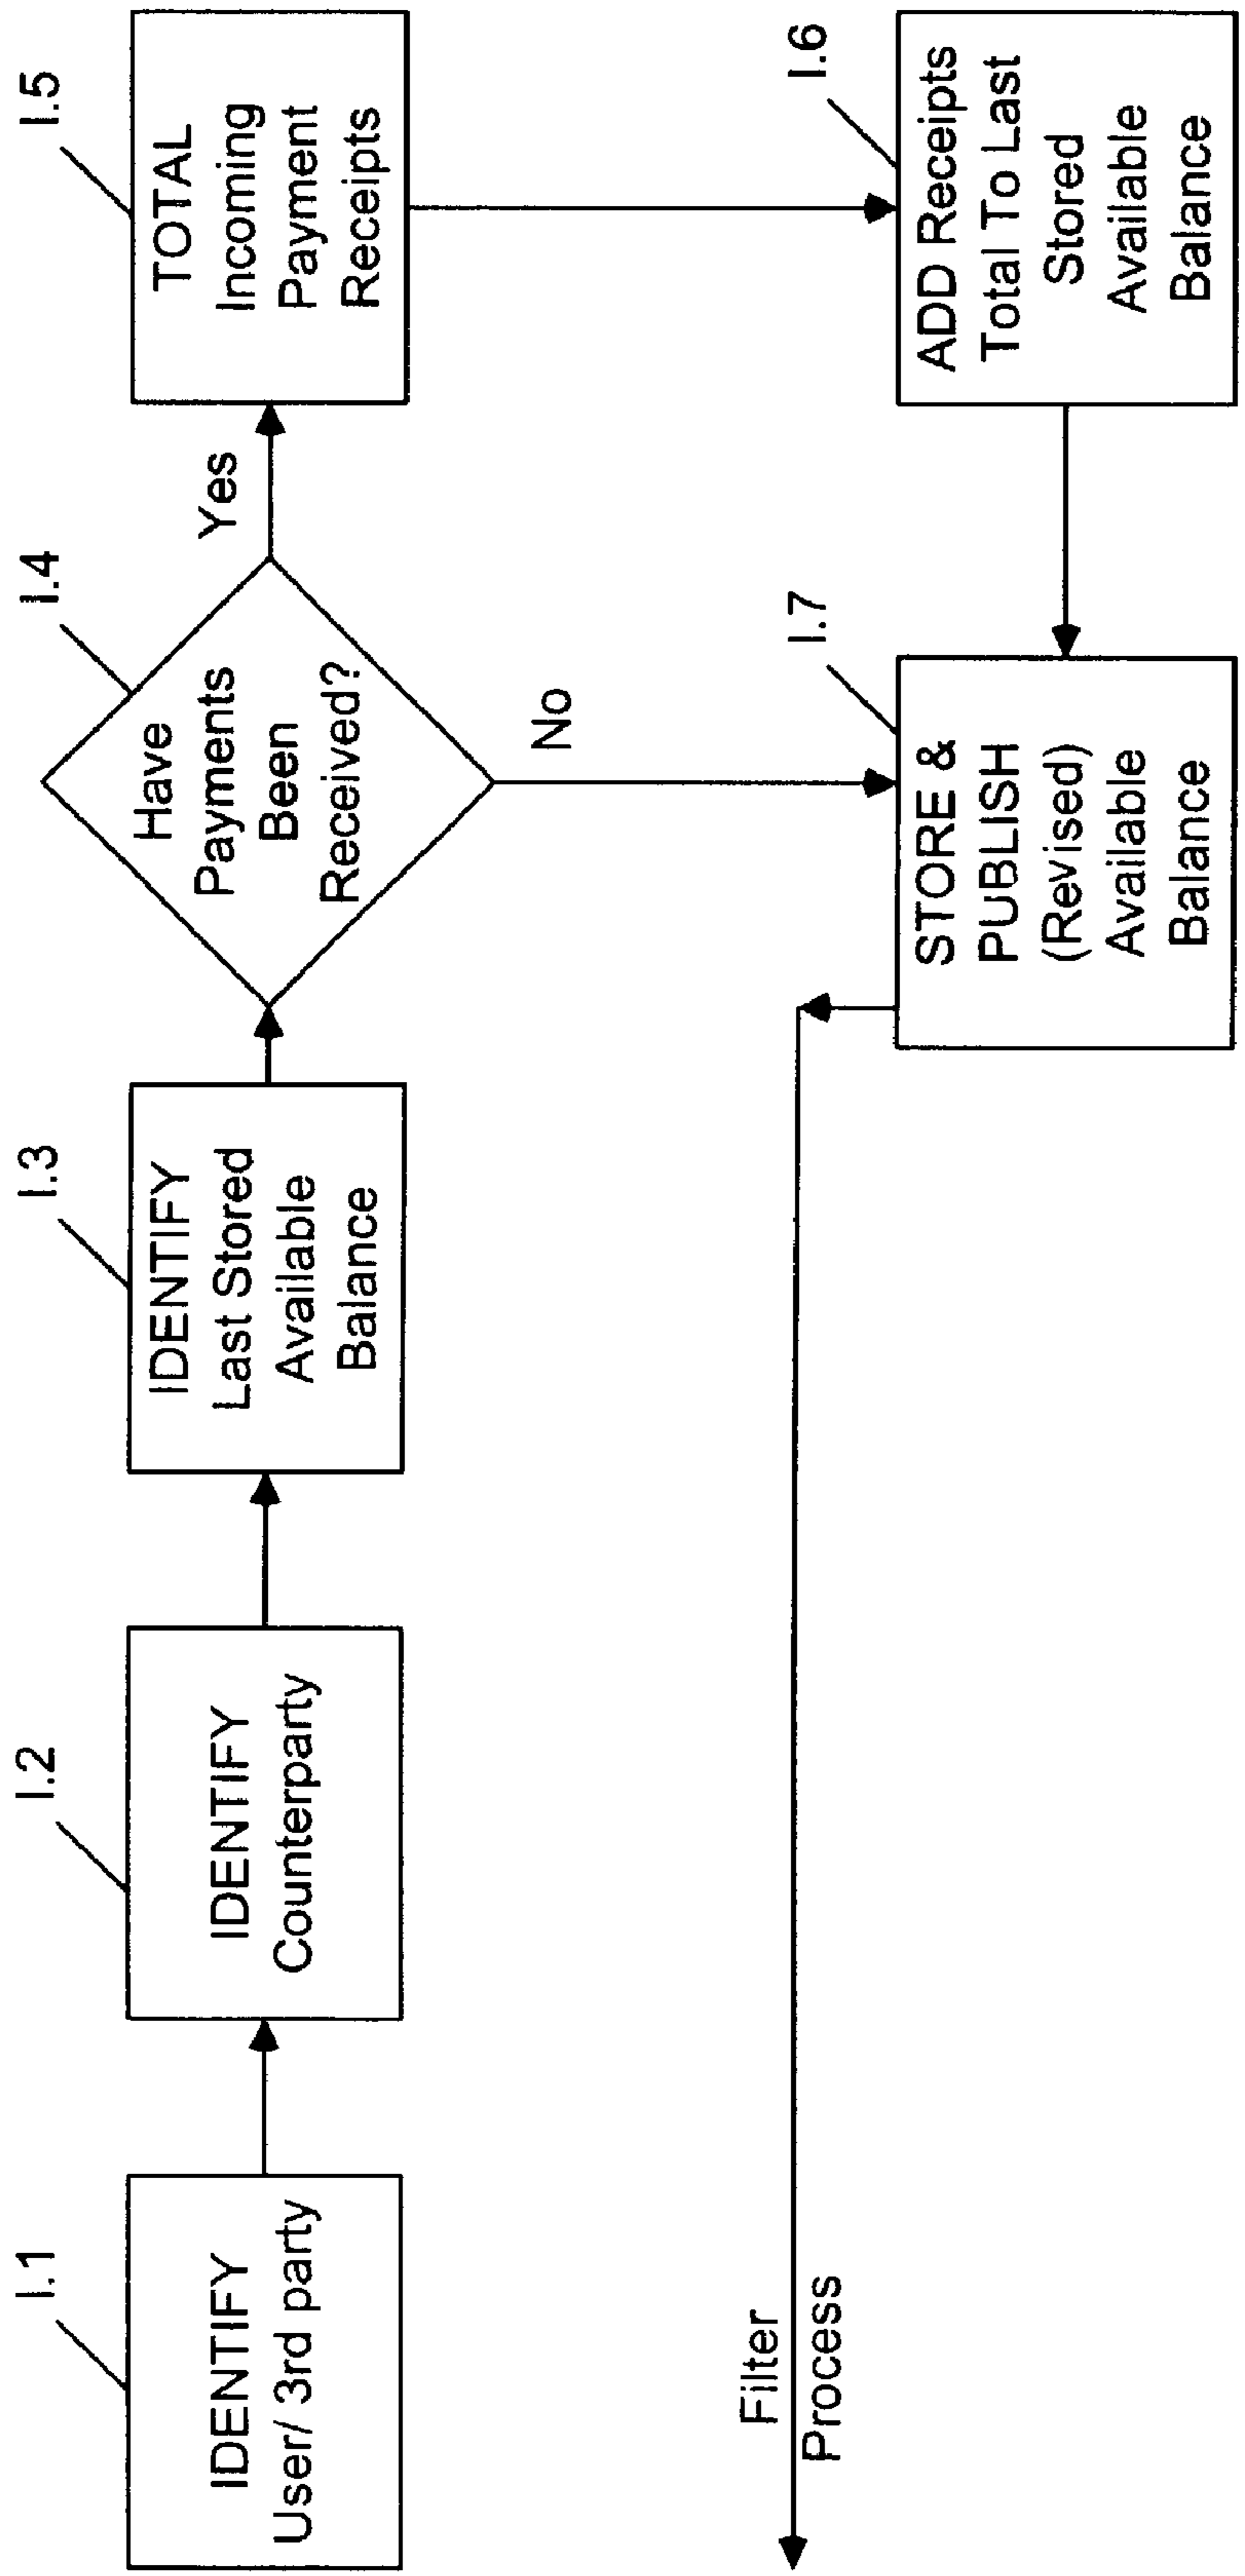 I.1
IDENTIFY
User/ 3rd party
I.2
IDENTIFY
Counterparty
I.3
IDENTIFY
Last Stored
Available
Balance
I.4
Have
Payments
Been
Received?
Yes
No
I.5
TOTAL
Incoming
Payment
Receipts
I.6
ADD Receipts
Total To Last
Stored
Available
Balance
I.7
STORE &
PUBLISH
(Revised)
Available
Balance
Filter
Process